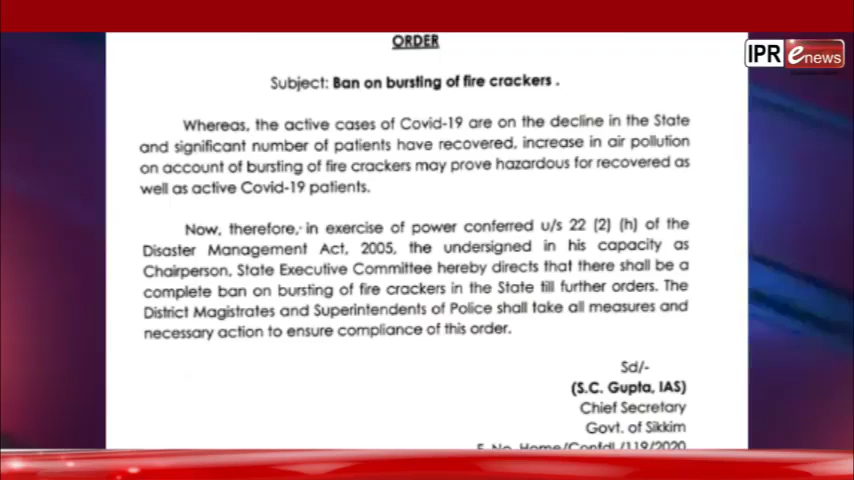 ORDER
IPR enews
Subject: Ban on bursting of fire crackers .
Whereas, the active cases of Covid-19 are on the decline in the State
and significant number of patients have recovered, increase in air pollution
on account of bursting of fire crackers may prove hazardous for recovered as
well as active Covid-19 patients.
Now, therefore, in exercise of power conferred u/s 22 (2) (h) of the
Disaster Management Act, 2005, the undersigned in his capacity as
Chairperson, State Executive Committee hereby directs that there shall be a
complete ban on bursting of fire crackers in the State till further orders. The
District Magistrates and Superintendents of Police shall take all measures and
necessary action to ensure compliance of this order.
Sd/-
(S.C. Gupta, IAS)
Chief Secretary
Govt. of Sikkim
F. No. Home/Confdl./119/2020